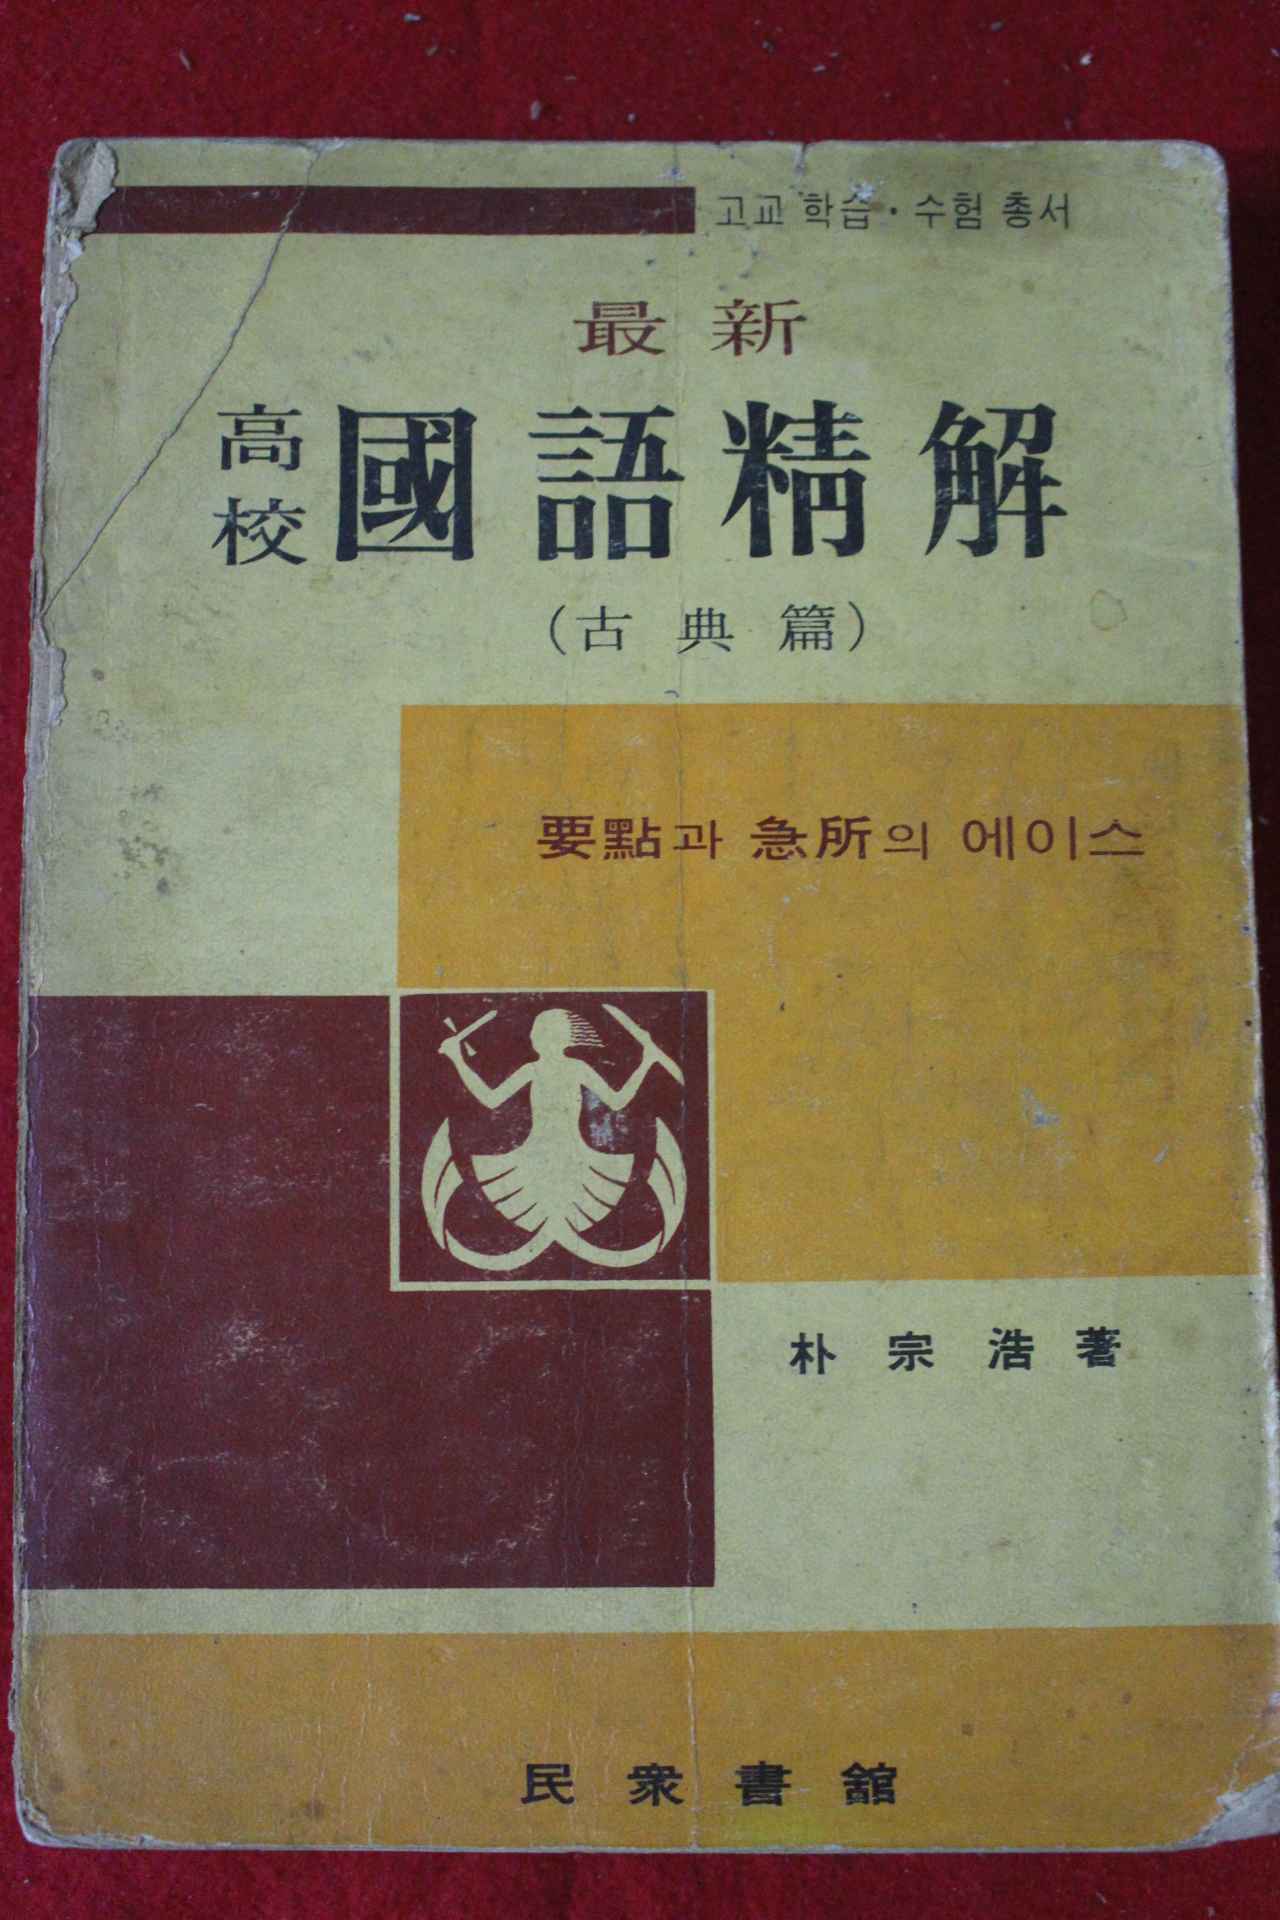 고교 학습・수험 총서
最新
高校 國語精解
(古典篇)
要點과 急所의 에이스
朴宗浩著
民衆書舘